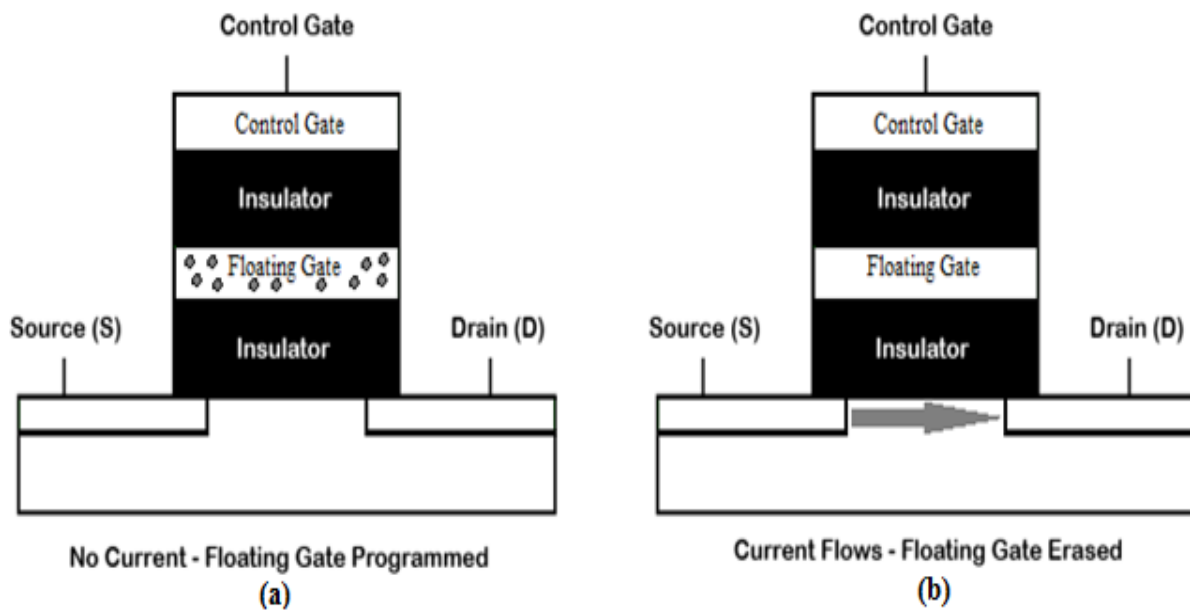 Control Gate
Control Gate
Insulator
Floating Gate
Insulator
Source (S)
Drain (D)
No Current - Floating Gate Programmed
(a)
Control Gate
Control Gate
Insulator
Floating Gate
Insulator
Source (S)
Drain (D)
Current Flows - Floating Gate Erased
(b)